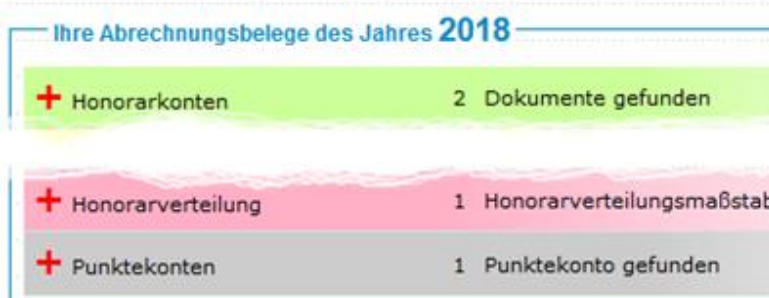 Ihre Abrechnungsbelege des Jahres 2018
+ Honorarkonten 2 Dokumente gefunden
+ Honorarverteilung 1 Honorarverteilungsmaßstab
+ Punktekonten 1 Punktekonto gefunden